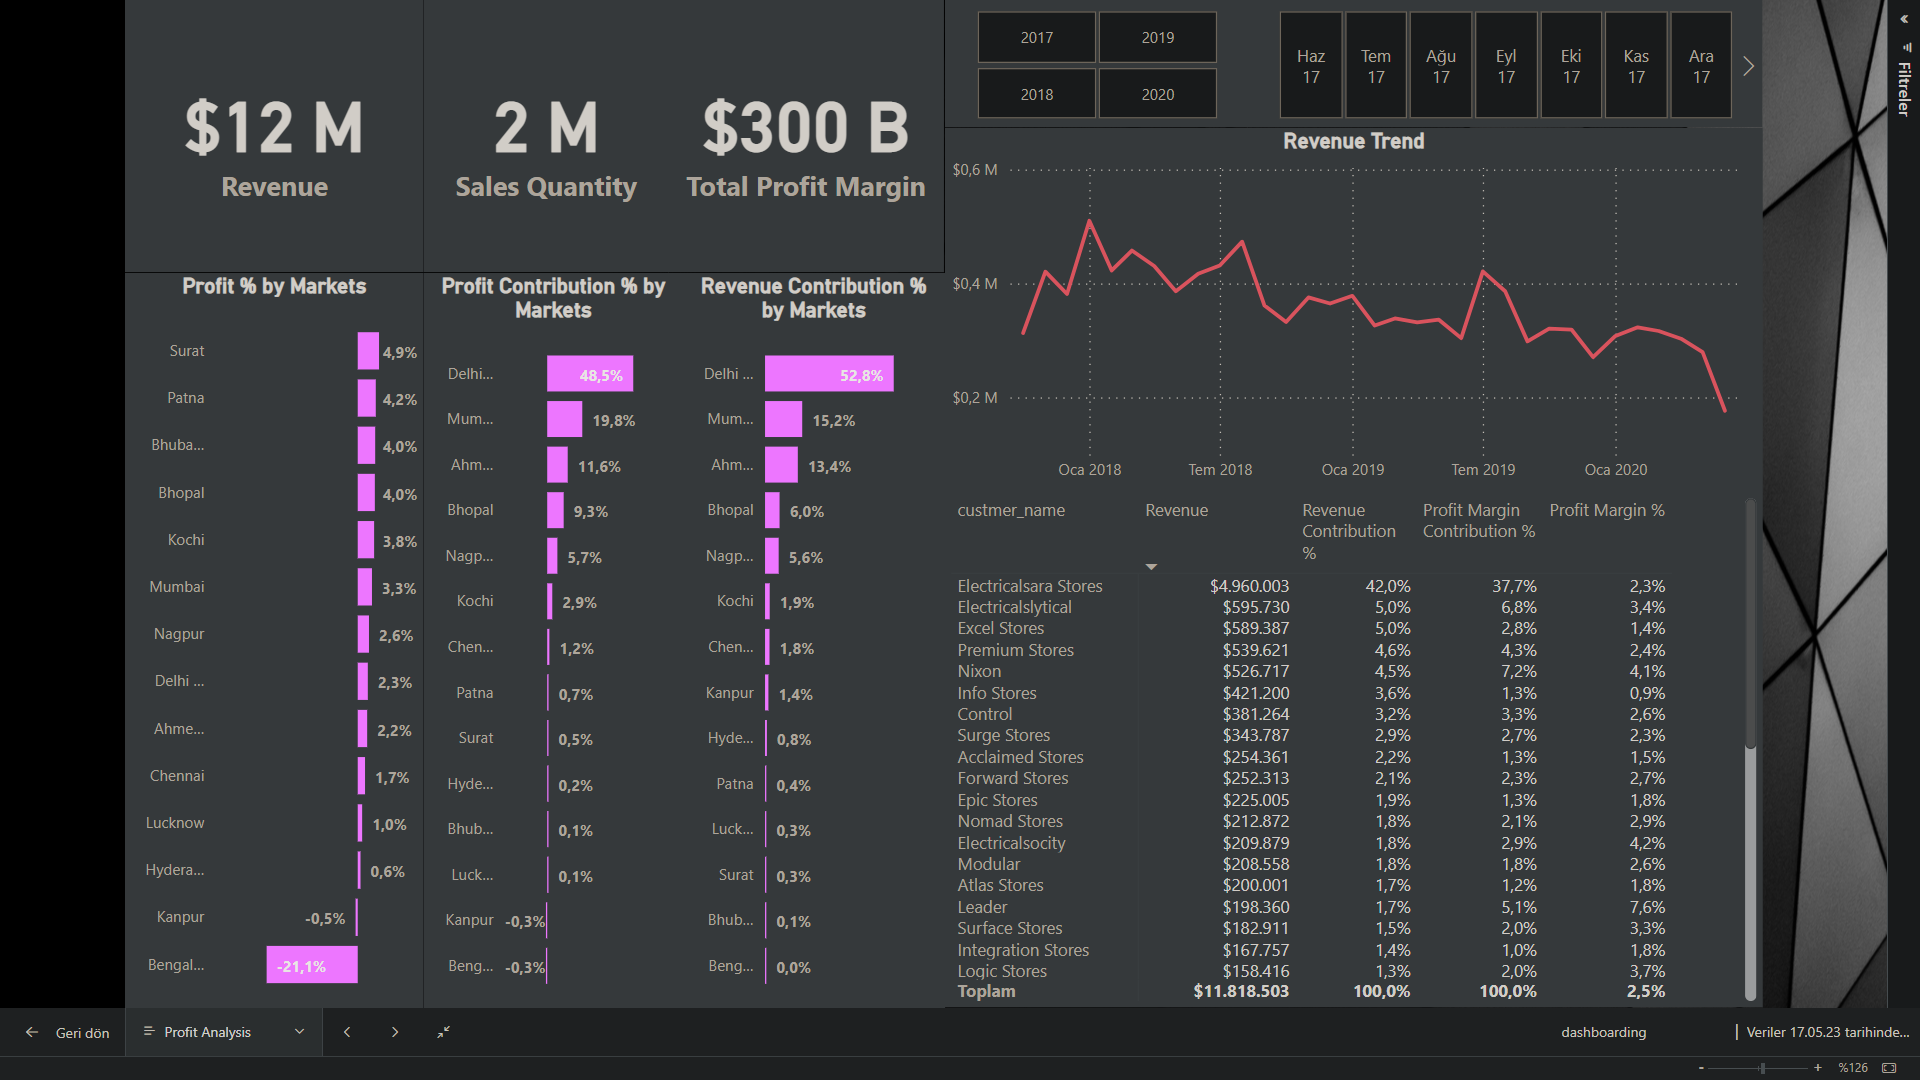 $12 M
Revenue
2 M
Sales Quantity
$300 B
Total Profit Margin
2017
2019
2018
2020
Haz 17
Tem 17
Ağu 17
Eyl 17
Eki 17
Kas 17
Ara 17
Filtreler
Profit % by Markets
Surat 4,9%
Patna 4,2%
Bhuba... 4,0%
Bhopal 4,0%
Kochi 3,8%
Mumbai 3,3%
Nagpur 2,6%
Delhi ... 2,3%
Ahme... 2,2%
Chennai 1,7%
Lucknow 1,0%
Hydera... 0,6%
Kanpur -0,5%
Bengal... -21,1%
Profit Contribution % by
Markets
Delhi... 48,5%
Mum... 19,8%
Ahm... 11,6%
Bhopal 9,3%
Nagp... 5,7%
Kochi 2,9%
Chen... 1,2%
Patna 0,7%
Surat 0,5%
Hyde... 0,2%
Bhub... 0,1%
Luck... 0,1%
Kanpur -0,3%
Beng... -0,3%
Revenue Contribution %
by Markets
Delhi ... 52,8%
Mum... 15,2%
Ahm... 13,4%
Bhopal 6,0%
Nagp... 5,6%
Kochi 1,9%
Chen... 1,8%
Kanpur 1,4%
Hyde... 0,8%
Patna 0,4%
Luck... 0,3%
Surat 0,3%
Bhub... 0,1%
Beng... 0,0%
Revenue Trend
$0,6 M
$0,4 M
$0,2 M
Oca 2018 Tem 2018 Oca 2019 Tem 2019 Oca 2020
custmer_name Revenue Revenue Contribution % Profit Margin Contribution % Profit Margin %
Electricalsara Stores $4.960.003 42,0% 37,7% 2,3%
Electricalslytical $595.730 5,0% 6,8% 3,4%
Excel Stores $589.387 5,0% 2,8% 1,4%
Premium Stores $539.621 4,6% 4,3% 2,4%
Nixon $526.717 4,5% 7,2% 4,1%
Info Stores $421.200 3,6% 1,3% 0,9%
Control $381.264 3,2% 3,3% 2,6%
Surge Stores $343.787 2,9% 2,7% 2,3%
Acclaimed Stores $254.361 2,2% 1,3% 1,5%
Forward Stores $252.313 2,1% 2,3% 2,7%
Epic Stores $225.005 1,9% 1,3% 1,8%
Nomad Stores $212.872 1,8% 2,1% 2,9%
Electricalsocity $209.879 1,8% 2,9% 4,2%
Modular $208.558 1,8% 1,8% 2,6%
Atlas Stores $200.001 1,7% 1,2% 1,8%
Leader $198.360 1,7% 5,1% 7,6%
Surface Stores $182.911 1,5% 2,0% 3,3%
Integration Stores $167.757 1,4% 1,0% 1,8%
Logic Stores $158.416 1,3% 2,0% 3,7%
Toplam $11.818.503 100,0% 100,0% 2,5%
Geri dön
Profit Analysis
dashboarding
Veriler 17.05.23 tarihinde...
- + %126